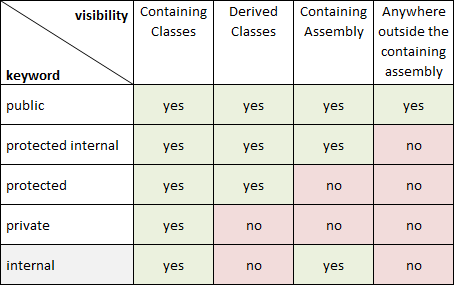 visibility
keyword
Containing
Classes
Derived
Classes
Containing
Assembly
Anywhere
outside the
containing
assembly
public yes yes yes yes
protected internal yes yes yes no
protected yes yes no no
private yes no no no
internal yes no yes no